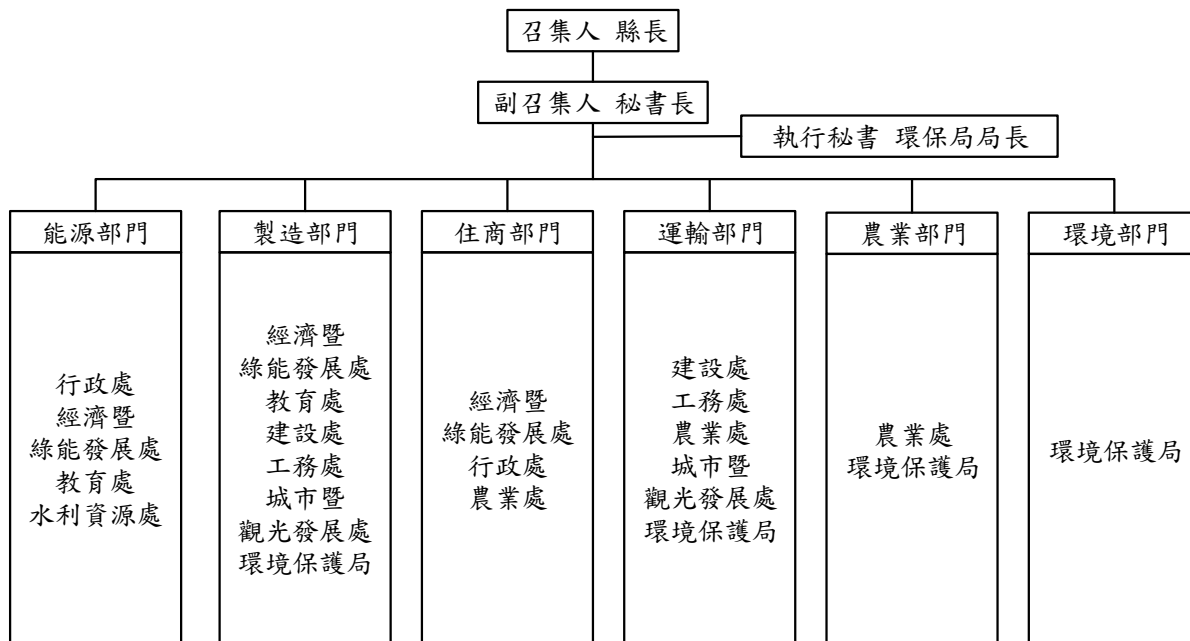 召集人 縣長
副召集人 秘書長
執行秘書 環保局局長
能源部門
行政處
經濟暨
綠能發展處
教育處
水利資源處
製造部門
經濟暨
綠能發展處
教育處
建設處
工務處
城市暨
觀光發展處
環境保護局
住商部門
經濟暨
綠能發展處
行政處
農業處
運輸部門
建設處
工務處
農業處
城市暨
觀光發展處
環境保護局
農業部門
農業處
環境保護局
環境部門
環境保護局